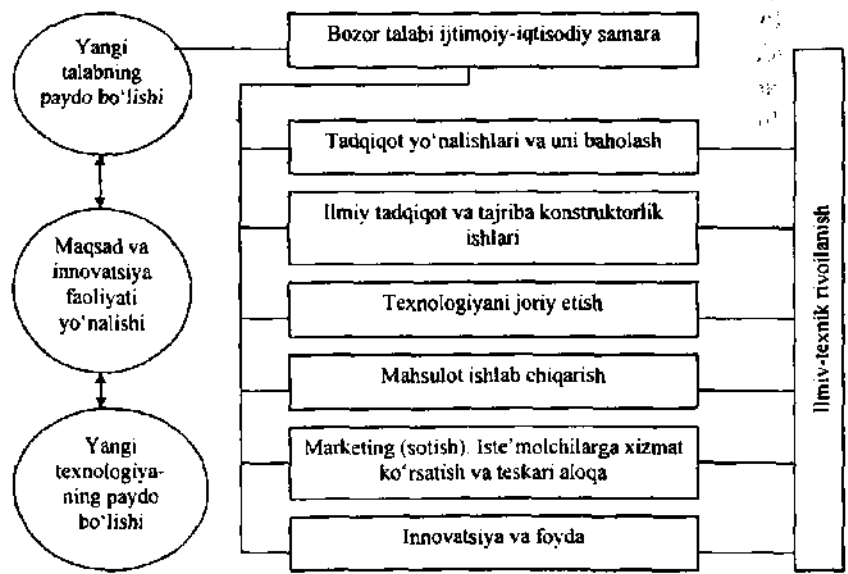 Yangi
talabning
paydo bo‘lishi
Bozor talabi ijtimoiy-iqtisodiy samara
Tadqiqot yo‘nalishlari va uni baholash
Ilmiy tadqiqot va tajriba konstruktorlik
ishlari
Maqsad va
innovatsiya
faoliyati
yo‘nalishi
Texnologiyani joriy etish
Mahsulot ishlab chiqarish
Yangi
texnologiya-
ning paydo
bo‘lishi
Marketing (sotish). Iste’molchilarga xizmat
ko‘rsatish va teskari aloqa
Innovatsiya va foyda
Ilmiv-texnik rivoilanish